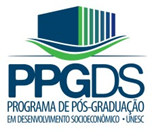 PPGDS
PROGRAMA DE PÓS-GRADUAÇÃO
EM DESENVOLVIMENTO SOCIOECONÔMICO • UNESC